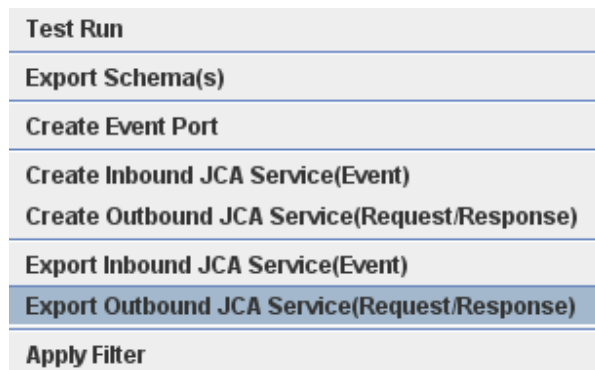 Test Run
Export Schema(s)
Create Event Port
Create Inbound JCA Service(Event)
Create Outbound JCA Service(Request/Response)
Export Inbound JCA Service(Event)
Export Outbound JCA Service(Request/Response)
Apply Filter